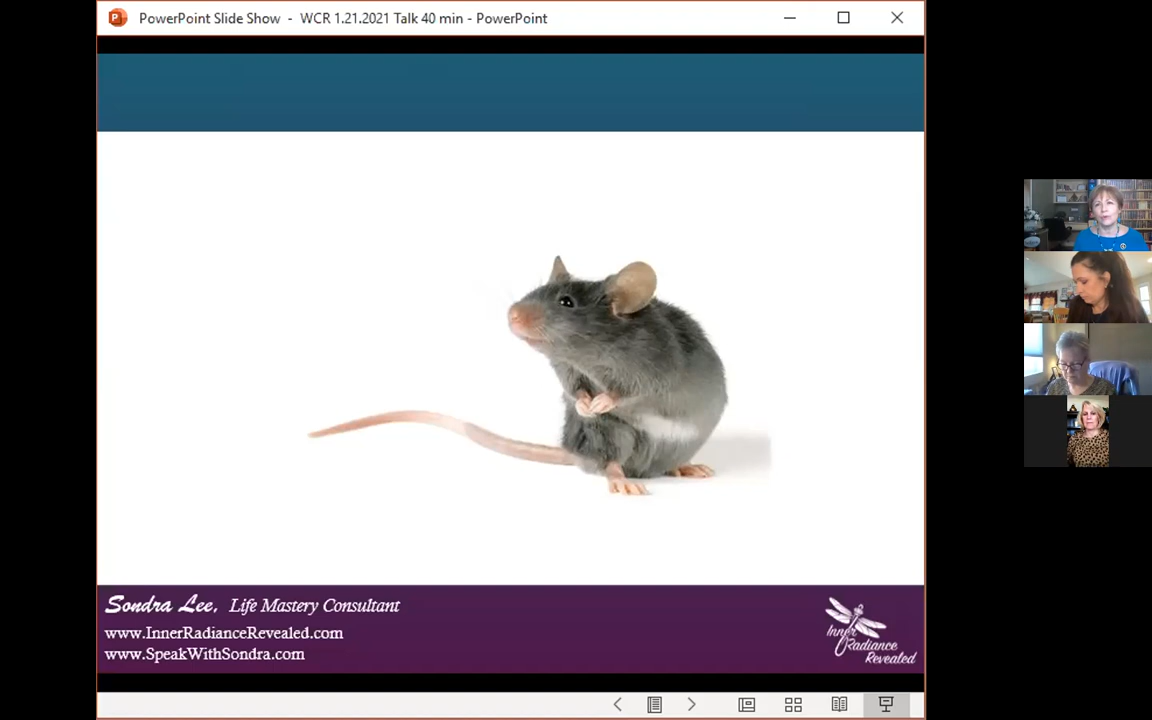 PowerPoint Slide Show - WCR 1.21.2021 Talk 40 min - PowerPoint
Sondra Lee, Life Mastery Consultant
www.InnerRadianceRevealed.com
www.SpeakWithSondra.com
Inner
Radiance
Revealed